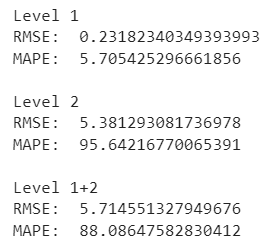 Level 1
RMSE:  0.23182340349393993
MAPE:  5.705425296661856

Level 2
RMSE:  5.381293081736978
MAPE:  95.64216770065391

Level 1+2
RMSE:  5.714551327949676
MAPE:  88.08647582830412